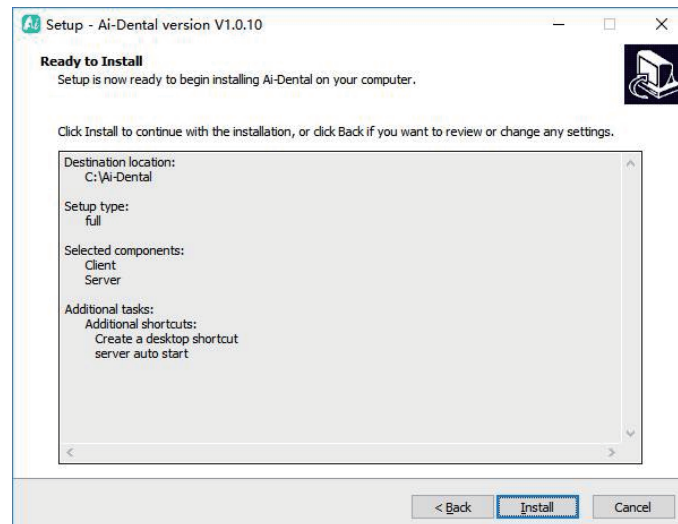 Setup - Ai-Dental version V1.0.10
Ready to Install
Setup is now ready to begin installing Ai-Dental on your computer.
Click Install to continue with the installation, or click Back if you want to review or change any settings.
Destination location:
C:\Ai-Dental
Setup type:
full
Selected components:
Client
Server
Additional tasks:
Additional shortcuts:
Create a desktop shortcut
server auto start
< Back
Install
Cancel